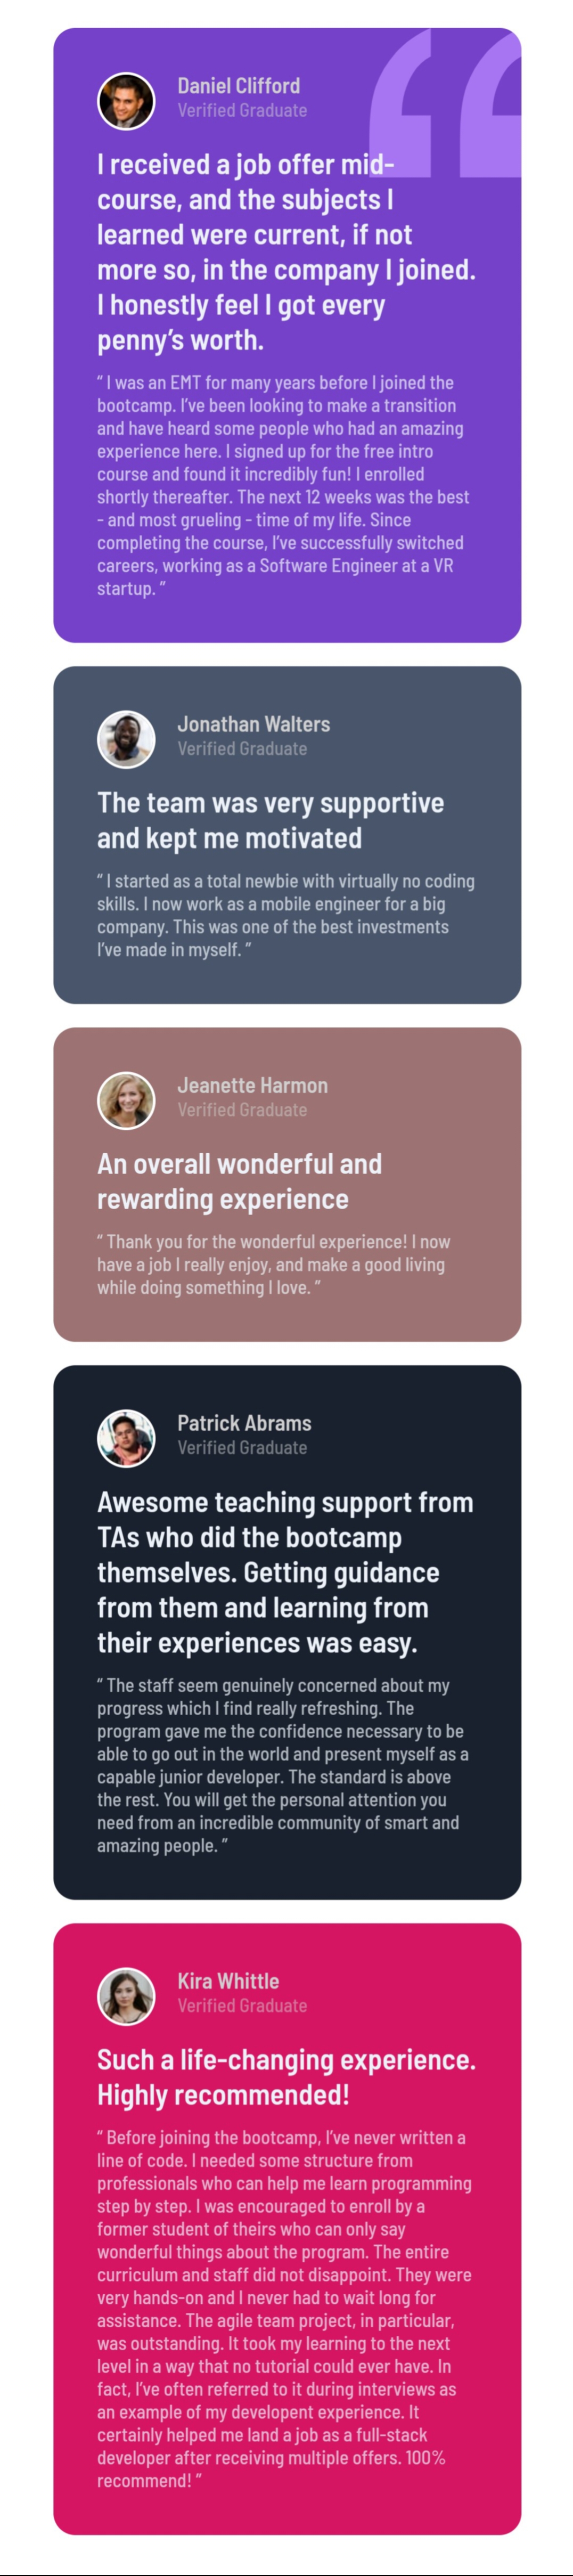 Daniel Clifford
Verified Graduate
I received a job offer mid-
course, and the subjects I
learned were current, if not
more so, in the company I joined.
I honestly feel I got every
penny’s worth.
“ I was an EMT for many years before I joined the
bootcamp. I’ve been looking to make a transition
and have heard some people who had an amazing
experience here. I signed up for the free intro
course and found it incredibly fun! I enrolled
shortly thereafter. The next 12 weeks was the best
- and most grueling - time of my life. Since
completing the course, I’ve successfully switched
careers, working as a Software Engineer at a VR
startup. ”
Jonathan Walters
Verified Graduate
The team was very supportive
and kept me motivated
“ I started as a total newbie with virtually no coding
skills. I now work as a mobile engineer for a big
company. This was one of the best investments
I’ve made in myself. ”
Jeanette Harmon
Verified Graduate
An overall wonderful and
rewarding experience
“ Thank you for the wonderful experience! I now
have a job I really enjoy, and make a good living
while doing something I love. ”
Patrick Abrams
Verified Graduate
Awesome teaching support from
TAs who did the bootcamp
themselves. Getting guidance
from them and learning from
their experiences was easy.
“ The staff seem genuinely concerned about my
progress which I find really refreshing. The
program gave me the confidence necessary to be
able to go out in the world and present myself as a
capable junior developer. The standard is above
the rest. You will get the personal attention you
need from an incredible community of smart and
amazing people. ”
Kira Whittle
Verified Graduate
Such a life-changing experience.
Highly recommended!
“ Before joining the bootcamp, I’ve never written a
line of code. I needed some structure from
professionals who can help me learn programming
step by step. I was encouraged to enroll by a
former student of theirs who can only say
wonderful things about the program. The entire
curriculum and staff did not disappoint. They were
very hands-on and I never had to wait long for
assistance. The agile team project, in particular,
was outstanding. It took my learning to the next
level in a way that no tutorial could ever have. In
fact, I’ve often referred to it during interviews as
an example of my developent experience. It
certainly helped me land a job as a full-stack
developer after receiving multiple offers. 100%
recommend! ”